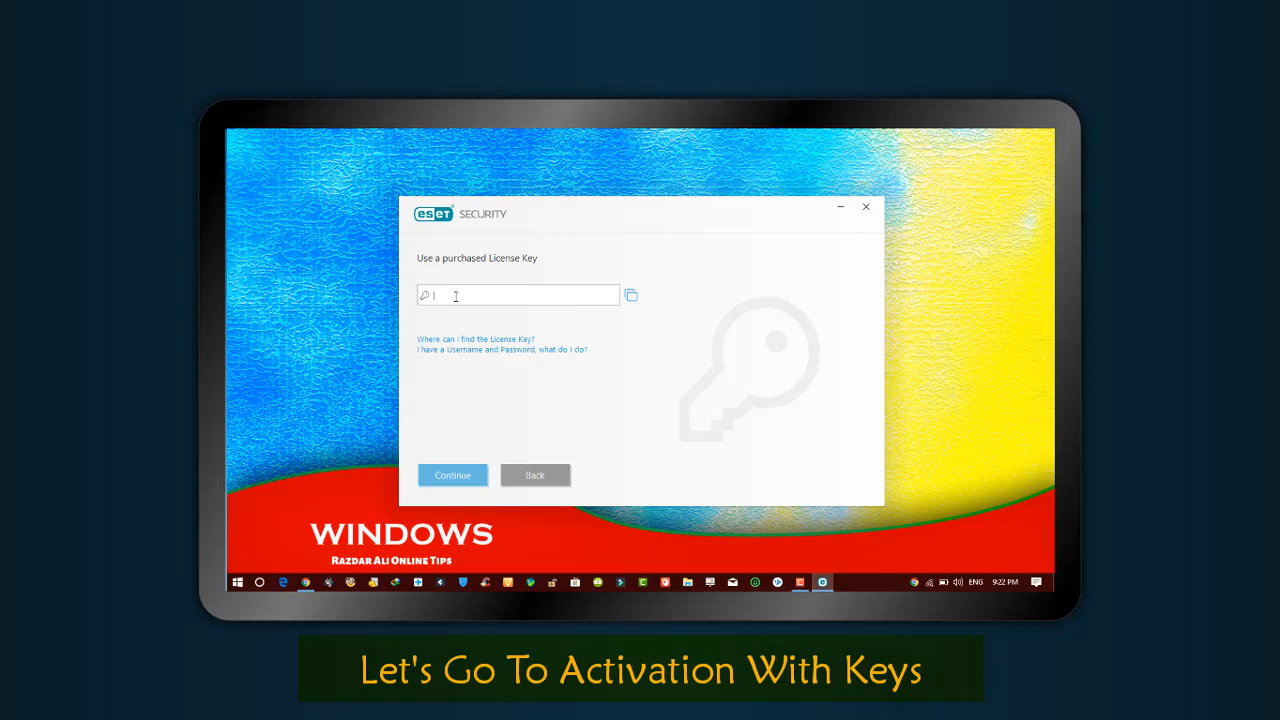 eseT SECURITY
Use a purchased License Key
Where can I find the License Key?
I have a Username and Password, what do I do?
Continue
Back
WINDOWS
RAZDAR ALI ONLINE TIPS
ENG
9:22 PM
Let's Go To Activation With Keys